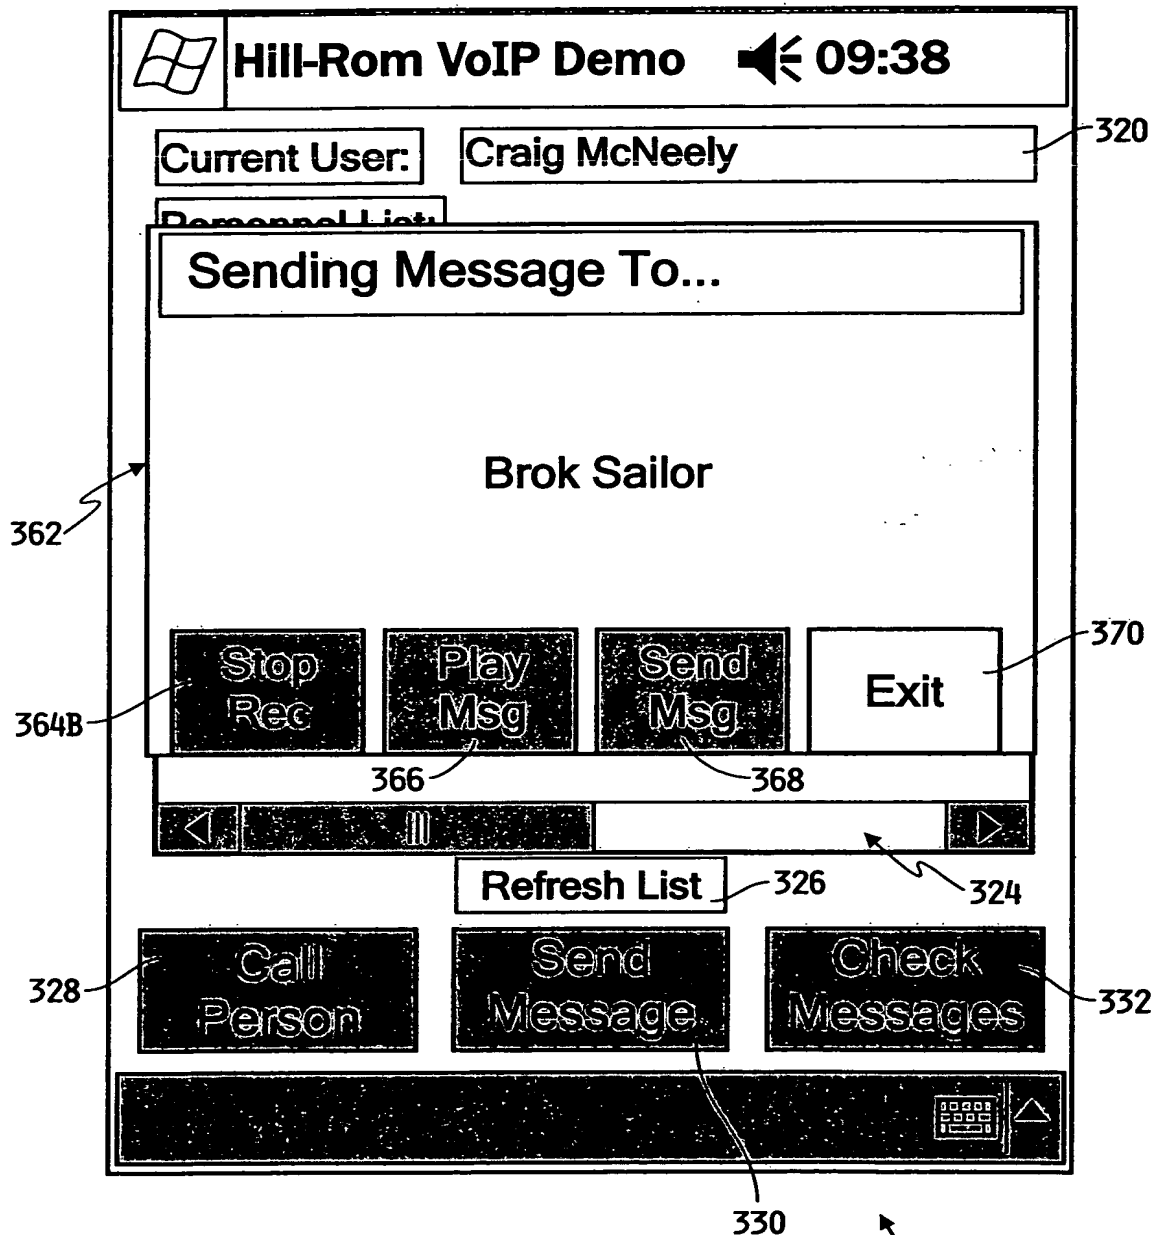 Hill-Rom VoIP Demo 09:38
Current User: Craig McNeely
320
Personnel List:
Sending Message To...
Brok Sailor
362
Stop Rec
Play Msg
Send Msg
Exit
370
364B
366
368
Refresh List
326
324
Call Person
Send Message
Check Messages
328
332
330